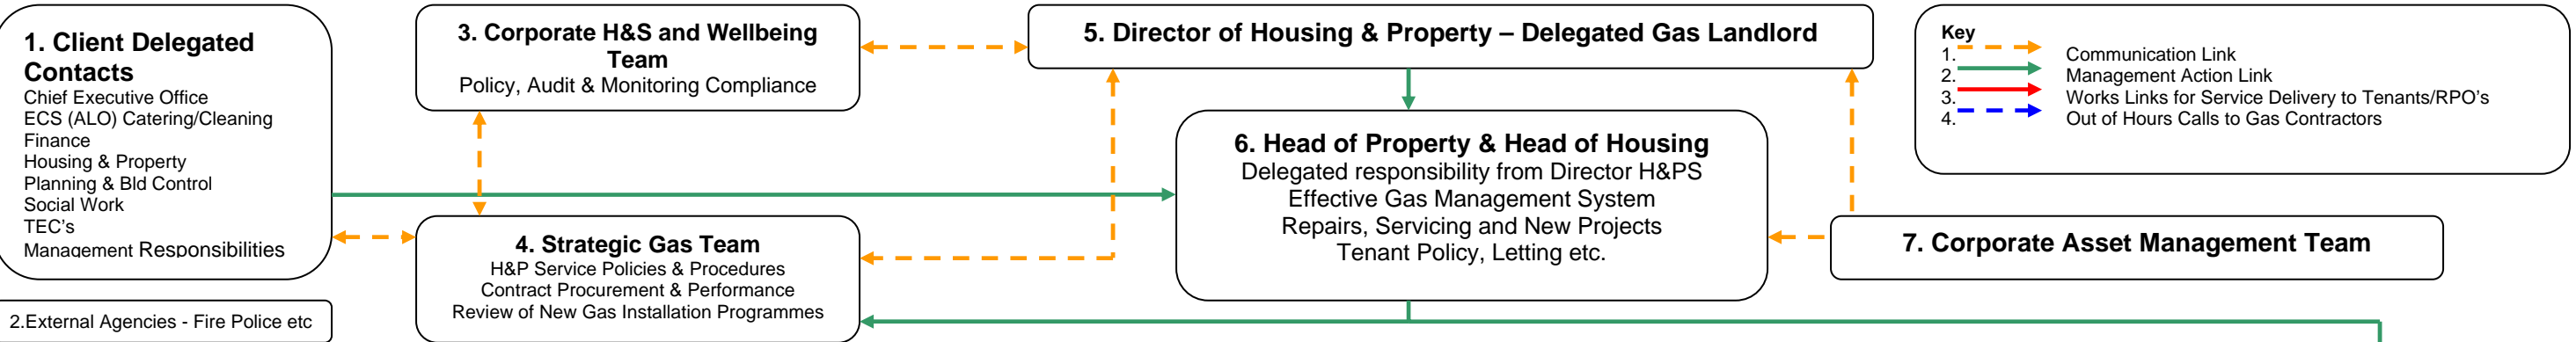 1. Client Delegated
Contacts
Chief Executive Office
ECS (ALO) Catering/Cleaning
Finance
Housing & Property
Planning & Bld Control
Social Work
TEC’s
Management Responsibilities
2.External Agencies - Fire Police etc
3. Corporate H&S and Wellbeing
Team
Policy, Audit & Monitoring Compliance
4. Strategic Gas Team
H&P Service Policies & Procedures
Contract Procurement & Performance
Review of New Gas Installation Programmes
5. Director of Housing & Property – Delegated Gas Landlord
6. Head of Property & Head of Housing
Delegated responsibility from Director H&PS
Effective Gas Management System
Repairs, Servicing and New Projects
Tenant Policy, Letting etc.
Key
1. Communication Link
2. Management Action Link
3. Works Links for Service Delivery to Tenants/RPO’s
4. Out of Hours Calls to Gas Contractors
7. Corporate Asset Management Team